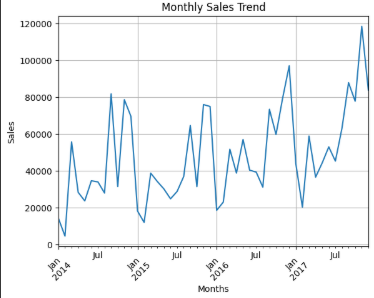 Monthly Sales Trend
120000
100000
80000
60000
40000
20000
0
Sales
Jan
2014
Jul
Jan
2015
Jul
Jan
2016
Jul
Jan
2017
Jul
Months